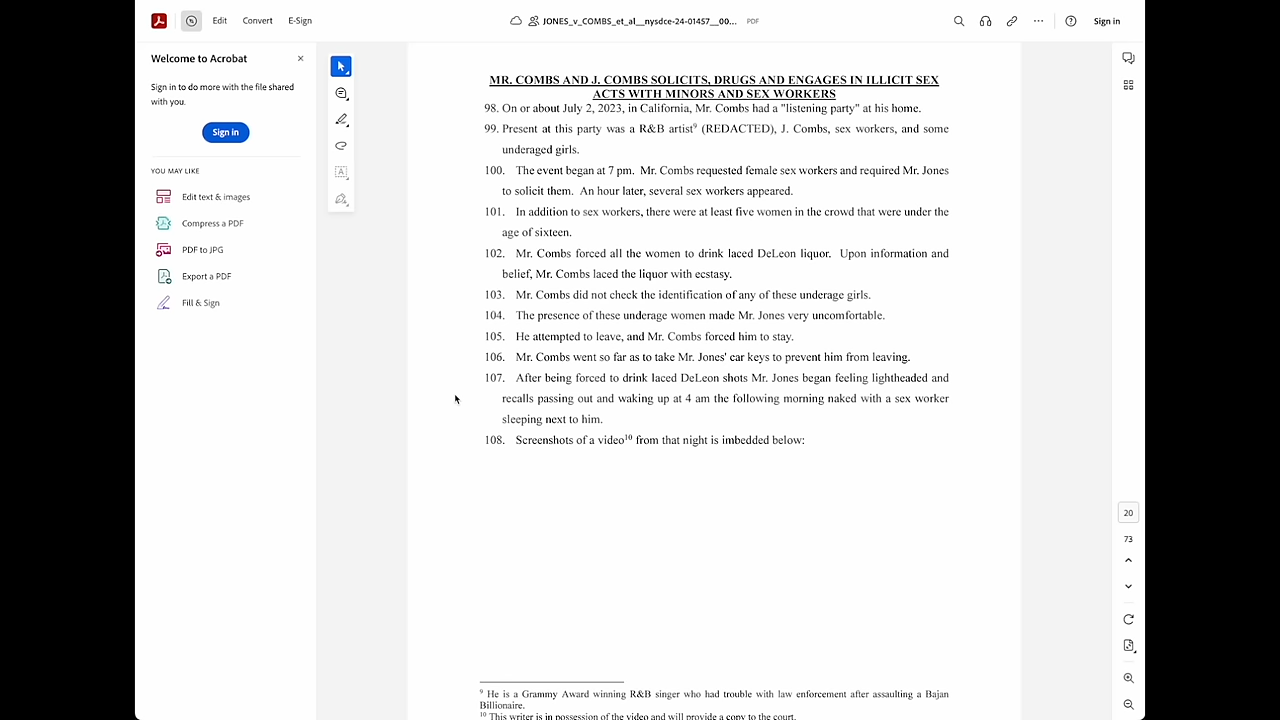 Edit
Convert
E-Sign
JONES_v_COMBS_et_al__nysdce-24-01457__00...
PDF
Sign in
Welcome to Acrobat
Sign in to do more with the file shared
with you.
Sign in
YOU MAY LIKE
Edit text & images
Compress a PDF
PDF to JPG
Export a PDF
Fill & Sign
MR. COMBS AND J. COMBS SOLICITS, DRUGS AND ENGAGES IN ILLICIT SEX
ACTS WITH MINORS AND SEX WORKERS
98. On or about July 2, 2023, in California, Mr. Combs had a "listening party" at his home.
99. Present at this party was a R&B artist⁹ (REDACTED), J. Combs, sex workers, and some
underaged girls.
100. The event began at 7 pm. Mr. Combs requested female sex workers and required Mr. Jones
to solicit them. An hour later, several sex workers appeared.
101. In addition to sex workers, there were at least five women in the crowd that were under the
age of sixteen.
102. Mr. Combs forced all the women to drink laced DeLeon liquor. Upon information and
belief, Mr. Combs laced the liquor with ecstasy.
103. Mr. Combs did not check the identification of any of these underage girls.
104. The presence of these underage women made Mr. Jones very uncomfortable.
105. He attempted to leave, and Mr. Combs forced him to stay.
106. Mr. Combs went so far as to take Mr. Jones' car keys to prevent him from leaving.
107. After being forced to drink laced DeLeon shots Mr. Jones began feeling lightheaded and
recalls passing out and waking up at 4 am the following morning naked with a sex worker
sleeping next to him.
108. Screenshots of a video¹⁰ from that night is imbedded below:
⁹ He is a Grammy Award winning R&B singer who had trouble with law enforcement after assaulting a Bajan
Billionaire.
¹⁰ This writer is in possession of the video and will provide a copy to the court.
20
73